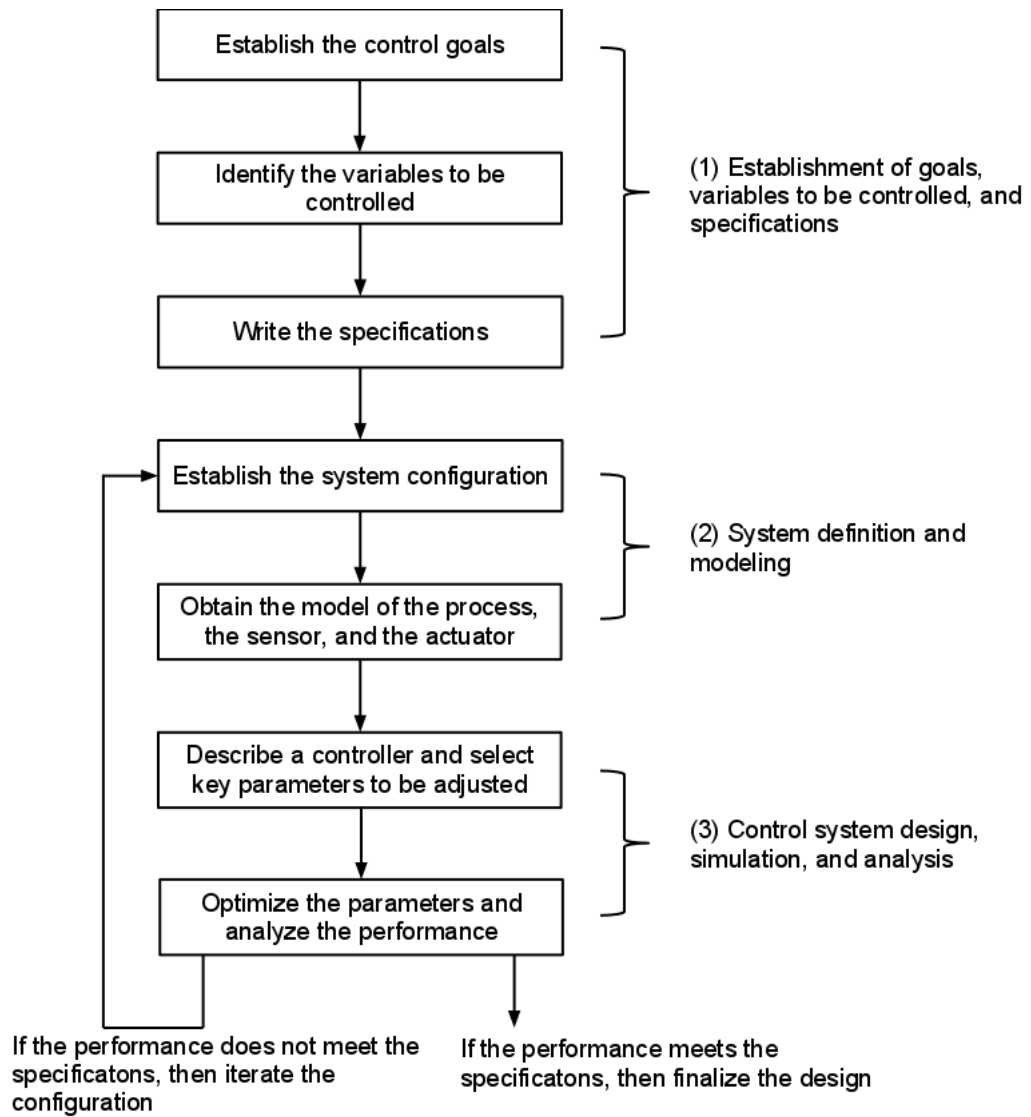 Establish the control goals
Identify the variables to be
controlled
Write the specifications
(1) Establishment of goals,
variables to be controlled, and
specifications
Establish the system configuration
Obtain the model of the process,
the sensor, and the actuator
(2) System definition and
modeling
Describe a controller and select
key parameters to be adjusted
Optimize the parameters and
analyze the performance
(3) Control system design,
simulation, and analysis
If the performance does not meet the
specificatons, then iterate the
configuration
If the performance meets the
specificatons, then finalize the design